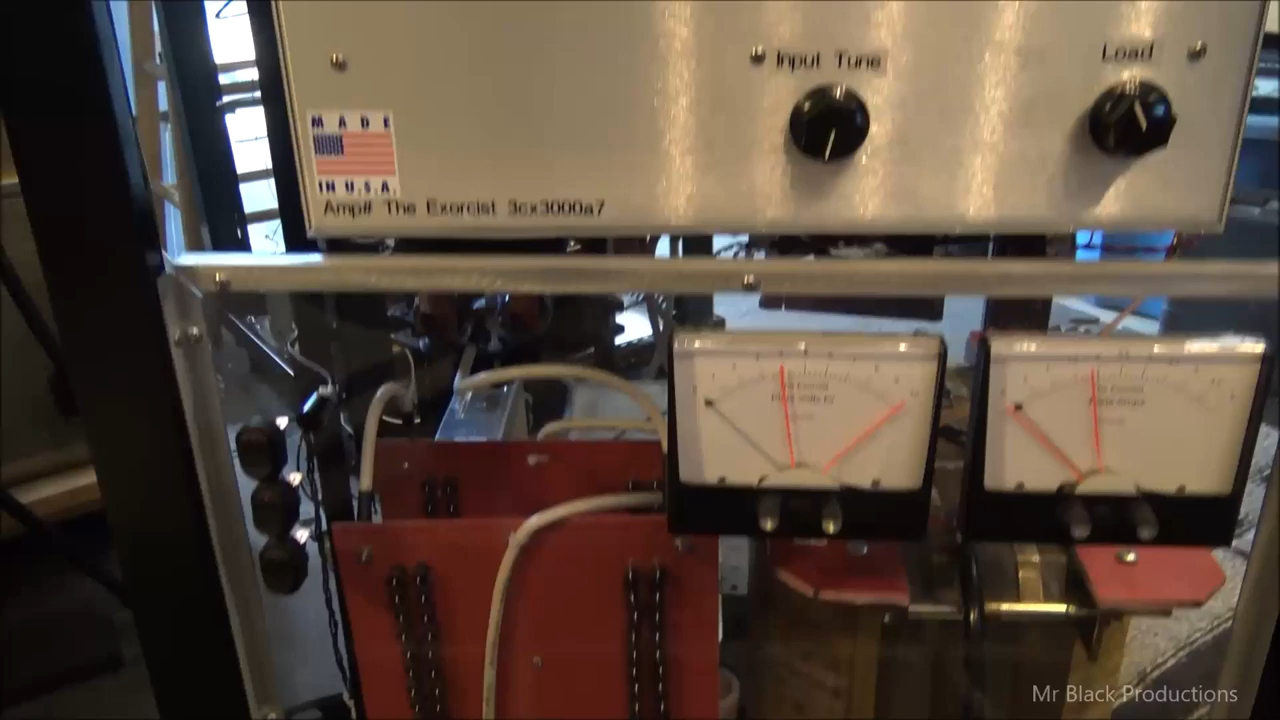 Input Tune
Load
MADE
IN U.S.A.
Amp# The Exorcist 3cx3000a7
Mr Black Productions